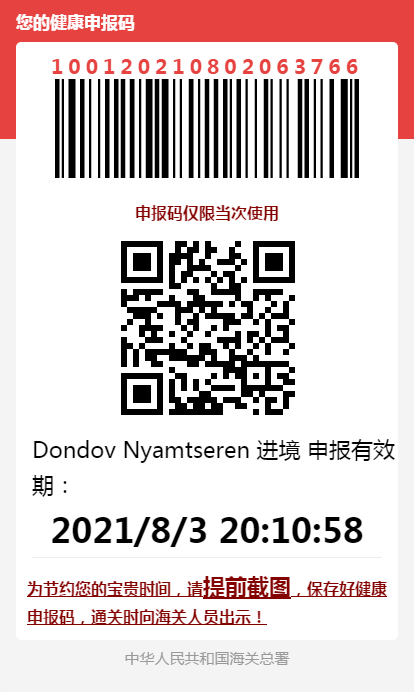 您的健康申报码
100120210802063766
申报码仅限当次使用
Dondov Nyamtseren 进境 申报有效
期：
2021/8/3 20:10:58
为节约您的宝贵时间，请提前截图，保存好健康
申报码，通关时向海关人员出示！
中华人民共和国海关总署